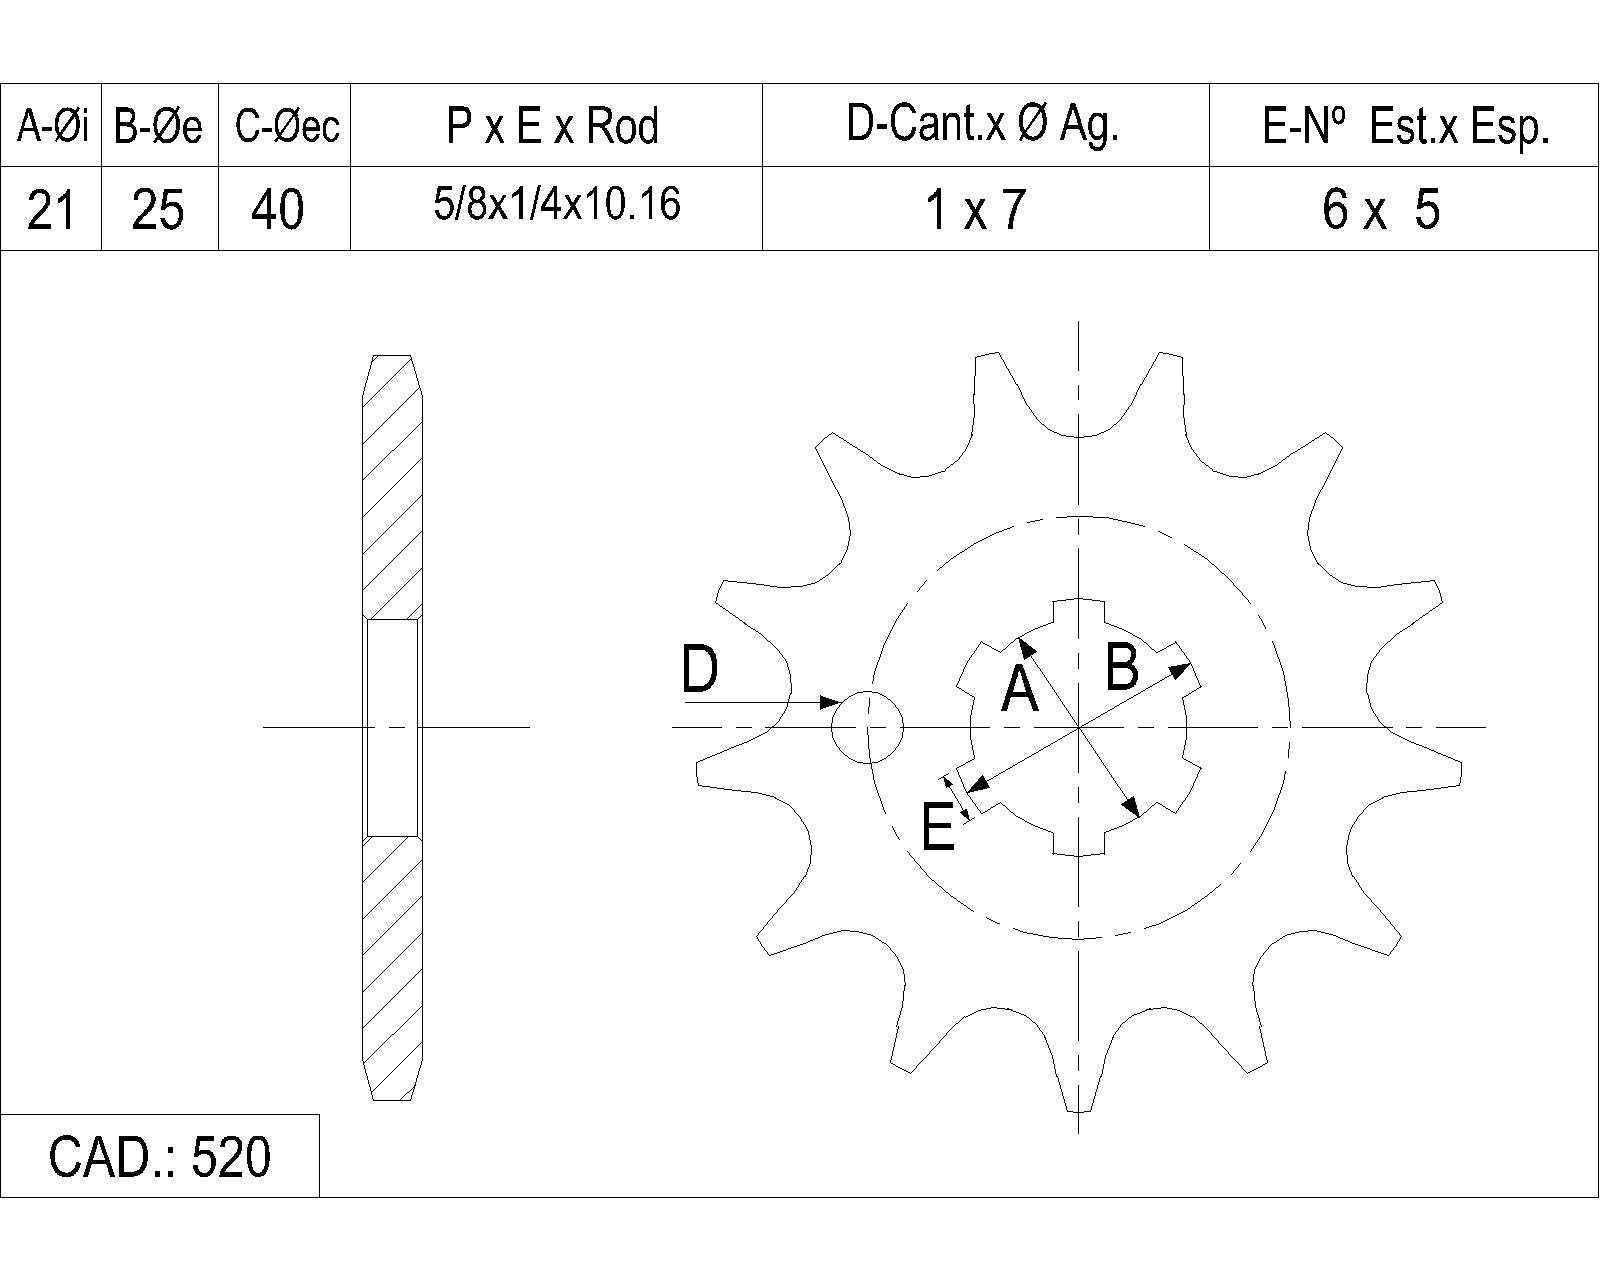 A-Øi B-Øe C-Øec P x E x Rod D-Cant.x Ø Ag. E-Nº Est.x Esp.
21 25 40 5/8x1/4x10.16 1 x 7 6 x 5
D
A
B
E
CAD.: 520